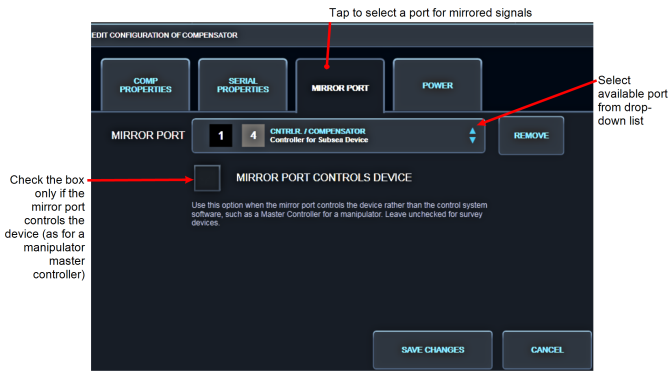 Tap to select a port for mirrored signals
EDIT CONFIGURATION OF COMPENSATOR
COMP
PROPERTIES
SERIAL
PROPERTIES
MIRROR PORT
POWER
Select
available port
from drop-
down list
MIRROR PORT
1
4
CNTRLR. / COMPENSATOR
Controller for Subsea Device
REMOVE
Check the box
only if the
mirror port
controls the
device (as for a
manipulator
master
controller)
MIRROR PORT CONTROLS DEVICE
Use this option when the mirror port controls the device rather than the control system
software, such as a Master Controller for a manipulator. Leave unchecked for survey
devices.
SAVE CHANGES
CANCEL